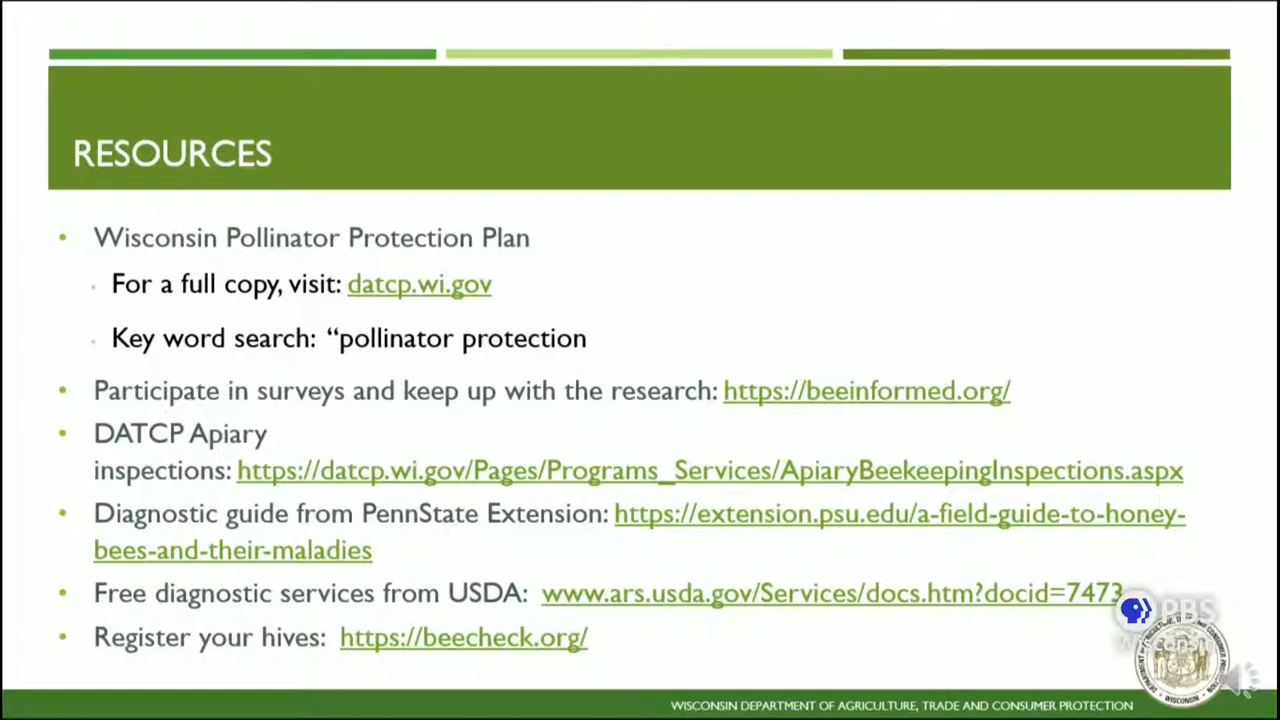 RESOURCES
• Wisconsin Pollinator Protection Plan
For a full copy, visit: datcp.wi.gov
Key word search: “pollinator protection
• Participate in surveys and keep up with the research: https://beeinformed.org/
• DATCP Apiary
inspections: https://datcp.wi.gov/Pages/Programs_Services/ApiaryBeekeepingInspections.aspx
• Diagnostic guide from PennState Extension: https://extension.psu.edu/a-field-guide-to-honey-
bees-and-their-maladies
• Free diagnostic services from USDA: www.ars.usda.gov/Services/docs.htm?docid=7473
• Register your hives: https://beecheck.org/
PBS
Wisconsin
WISCONSIN DEPARTMENT OF AGRICULTURE, TRADE AND CONSUMER PROTECTION